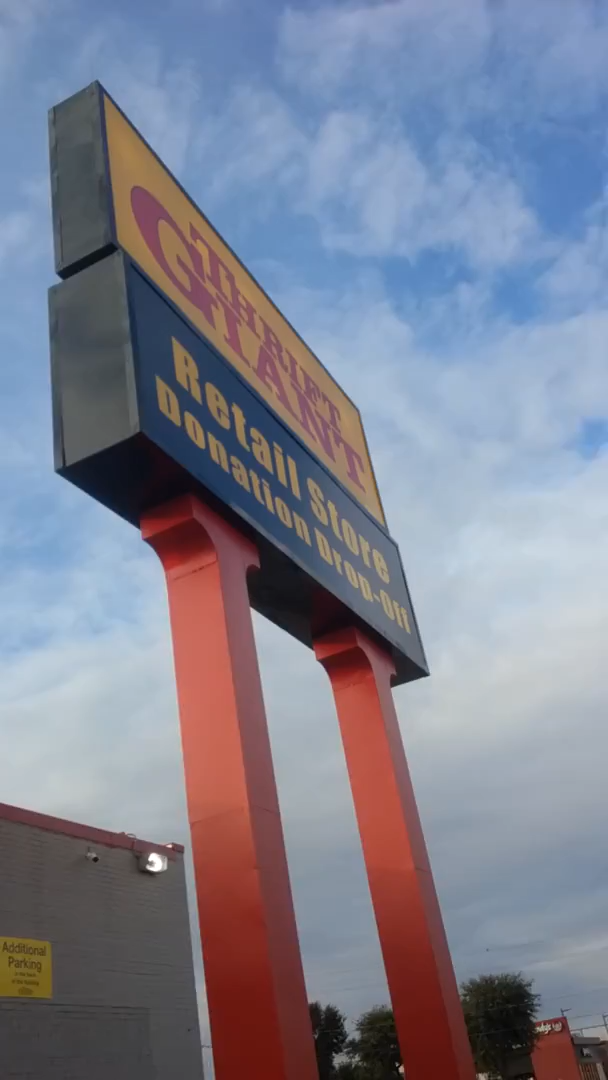 THRIFT
GIANT
Retail Store
Donation Drop-Off
Additional
Parking